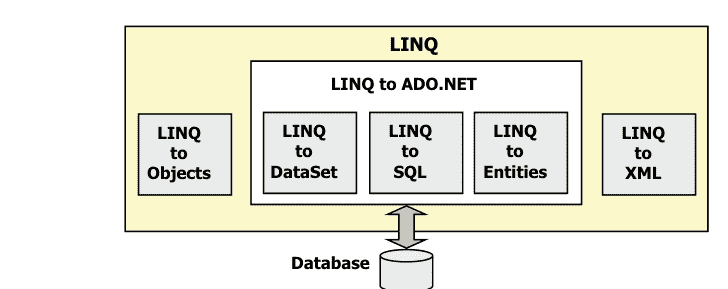 LINQ
LINQ to ADO.NET
LINQ
to
Objects
LINQ
to
DataSet
LINQ
to
SQL
LINQ
to
Entities
LINQ
to
XML
Database